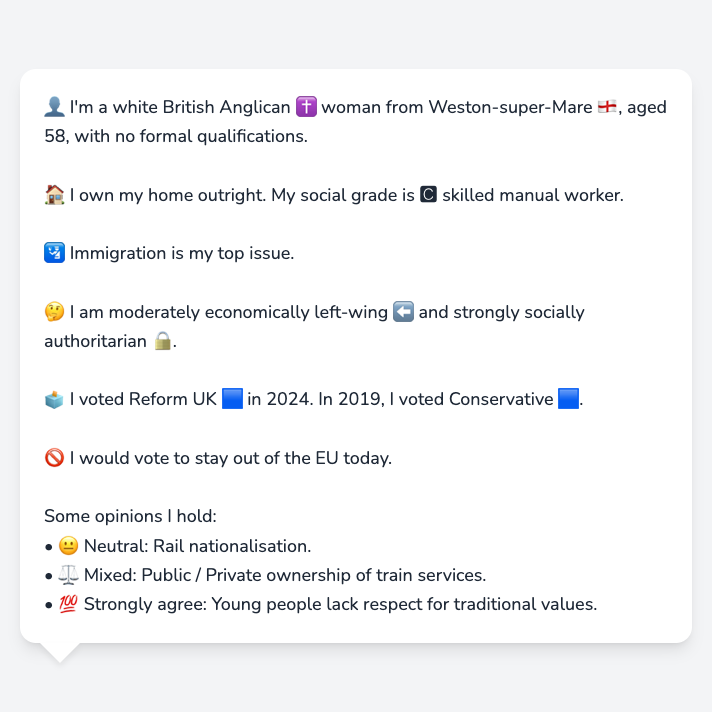 👤 I'm a white British Anglican ✝️ woman from Weston-super-Mare 🏴󠁧󠁢󠁥󠁮󠁧󠁿, aged
58, with no formal qualifications.
🏠 I own my home outright. My social grade is 🅲 skilled manual worker.
🛂 Immigration is my top issue.
🤔 I am moderately economically left-wing ⬅️ and strongly socially
authoritarian 🔒.
🗳️ I voted Reform UK 🟦 in 2024. In 2019, I voted Conservative 🟦.
🚫 I would vote to stay out of the EU today.
Some opinions I hold:
• 😐 Neutral: Rail nationalisation.
• ⚖️ Mixed: Public / Private ownership of train services.
• 💯 Strongly agree: Young people lack respect for traditional values.